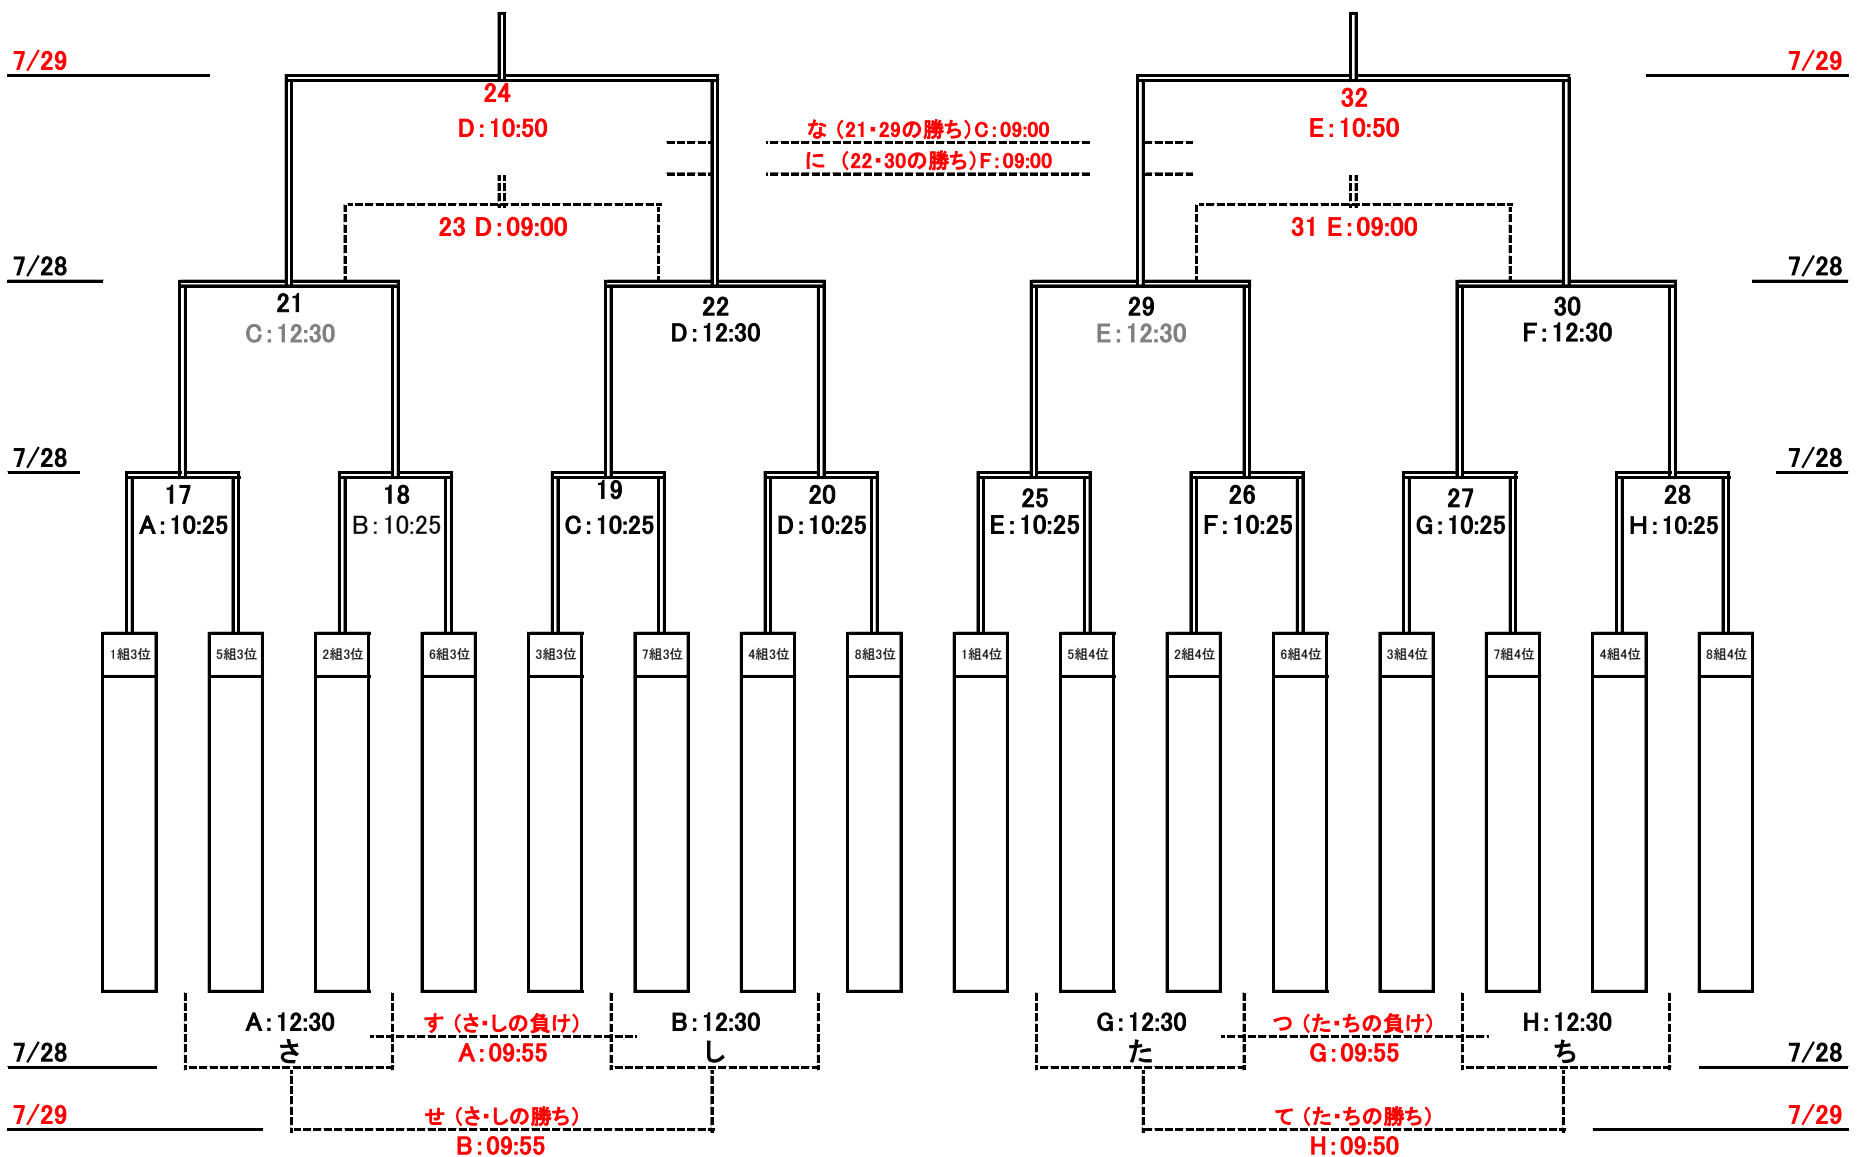 7/29
7/29
24
32
D:10:50
な (21・29の勝ち)C:09:00
E:10:50
に (22・30の勝ち)F:09:00
23 D:09:00
31 E:09:00
7/28
7/28
21
22
29
30
C:12:30
D:12:30
E:12:30
F:12:30
7/28
7/28
17
18
19
20
25
26
27
28
A:10:25
B:10:25
C:10:25
D:10:25
E:10:25
F:10:25
G:10:25
H:10:25
1組3位
5組3位
2組3位
6組3位
3組3位
7組3位
4組3位
8組3位
1組4位
5組4位
2組4位
6組4位
3組4位
7組4位
4組4位
8組4位
A:12:30
す (さ・しの負け)
B:12:30
G:12:30
つ (た・ちの負け)
H:12:30
7/28
さ
A:09:55
し
た
G:09:55
ち
7/28
7/29
せ (さ・しの勝ち)
て (た・ちの勝ち)
7/29
B:09:55
H:09:50